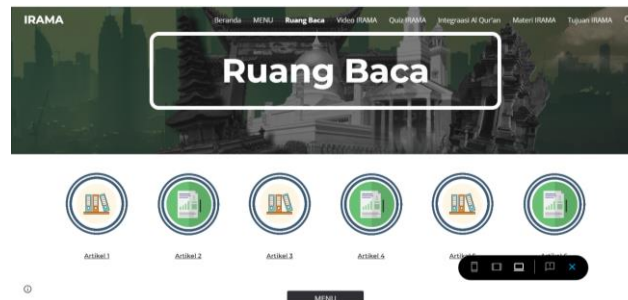 IRAMA
Beranda MENU Ruang Baca Video IRAMA Quiz IRAMA Integraasi Al Qur'an Materi IRAMA Tujuan IRAMA
Ruang Baca
Artikel 1 Artikel 2 Artikel 3 Artikel 4
MENU